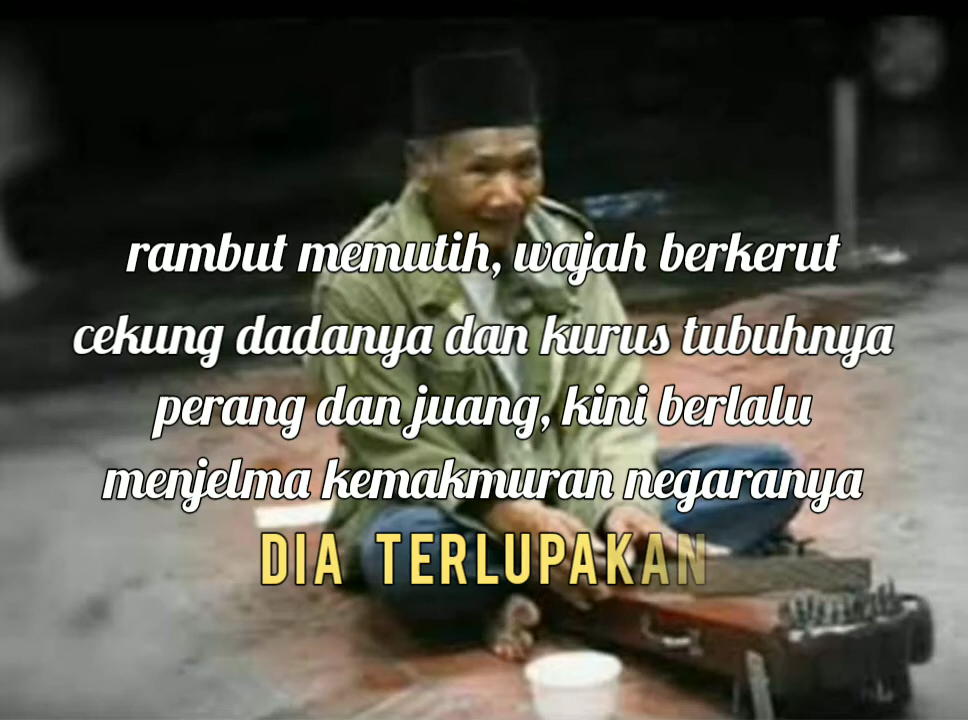 rambut memutih, wajah berkerut
cekung dadanya dan kurus tubuhnya
perang dan juang, kini berlalu
menjelma kemakmuran negaranya
DIA TERLUPAKAN